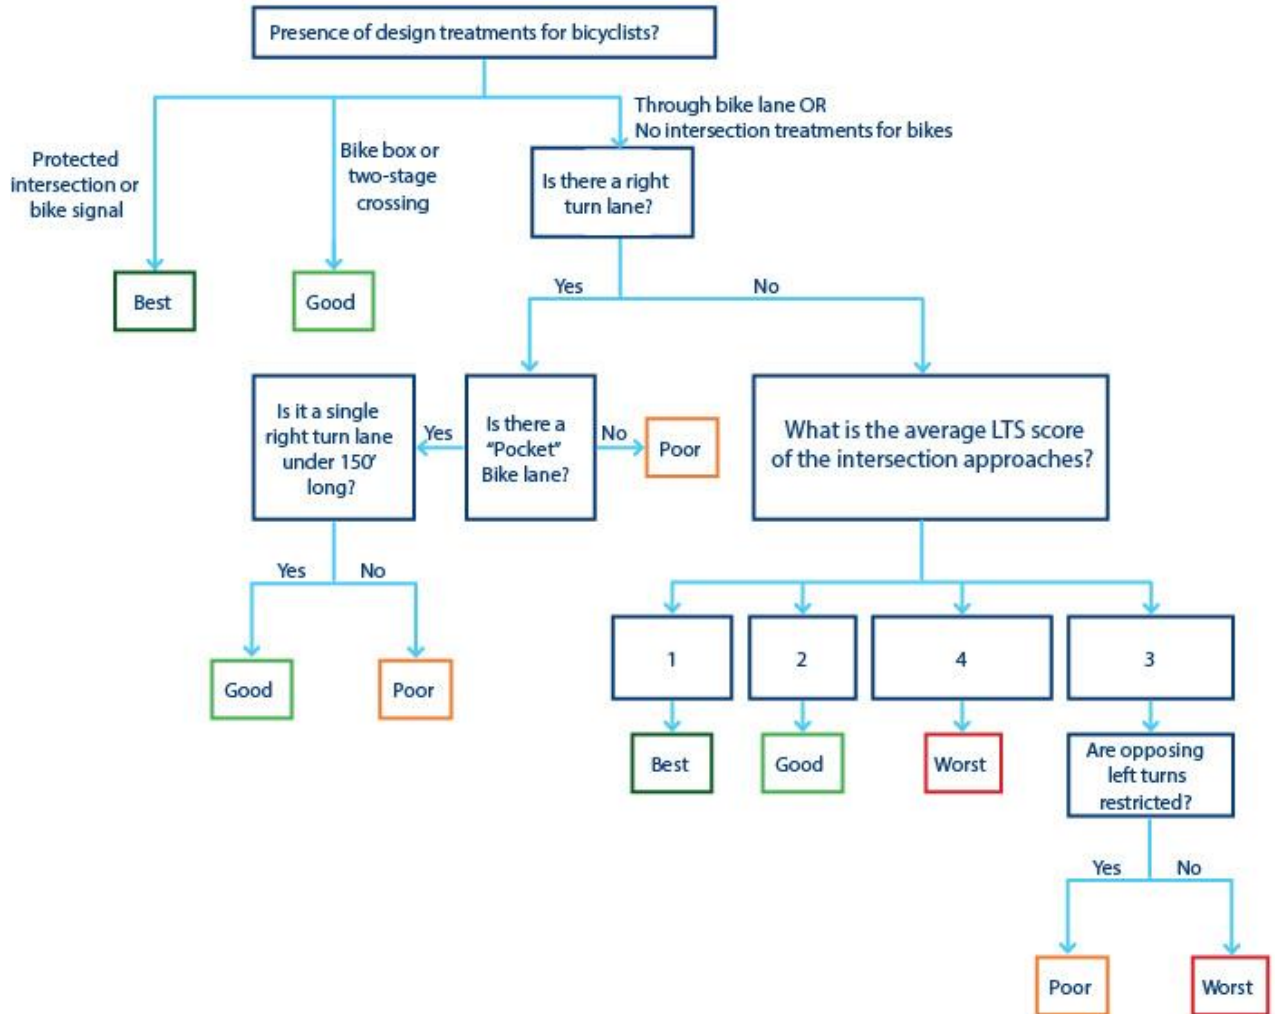 Presence of design treatments for bicyclists?
Protected
intersection or
bike signal
Bike box or
two-stage
crossing
Through bike lane OR
No intersection treatments for bikes
Best
Good
Is there a right
turn lane?
Yes
No
Is it a single
right turn lane
under 150'
long?
Yes
Is there a
"Pocket"
Bike lane?
No
Poor
What is the average LTS score
of the intersection approaches?
Yes
No
Good
Poor
1
2
4
3
Best
Good
Worst
Are opposing
left turns
restricted?
Yes
No
Poor
Worst